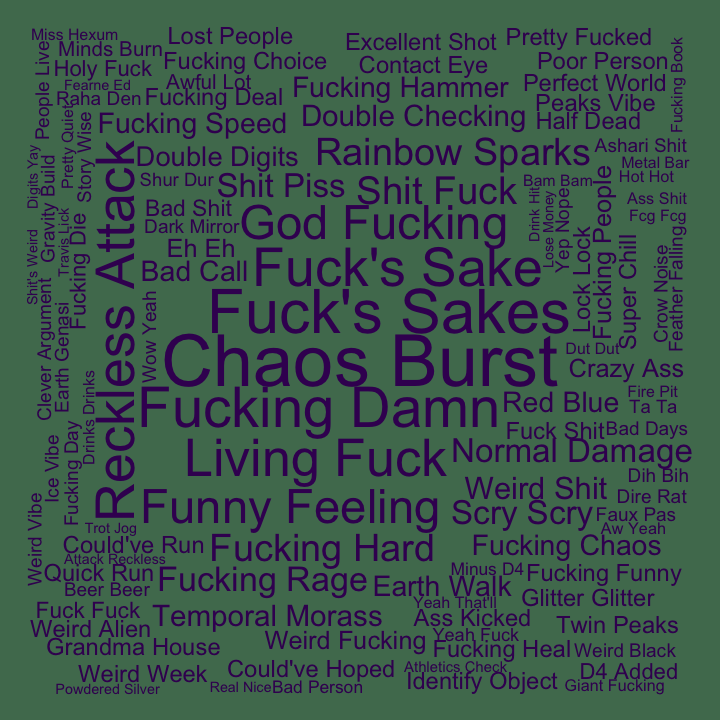 Miss Hexum
Lost People
Excellent Shot
Pretty Fucked
Minds Burn
Fucking Choice
Contact Eye
Poor Person
Holy Fuck
Awful Lot
Fucking Hammer
Perfect World
Fearne Ed
Raha Den
Fucking Deal
Double Checking
Peaks Vibe
Half Dead
Fucking Book
People Live
Fucking Speed
Pretty Quiet
Story Wise
Double Digits
Rainbow Sparks
Ashari Shit
Metal Bar
Hot Hot
Digits Yay
Gravity Build
Shur Dur
Shit Piss
Shit Fuck
Bam Bam
Ass Shit
Fcg Fcg
Bad Shit
Dark Mirror
God Fucking
Drink Hit
Lose Money
Yep Nope
Lock Lock
Fucking People
Super Chill
Crow Noise
Feather Falling
Shit's Weird
Travis Lick
Fucking Die
Reckless Attack
Eh Eh
Bad Call
Fuck's Sake
Fuck's Sakes
Wow Yeah
Chaos Burst
Dut Dut
Crazy Ass
Clever Argument
Earth Genasi
Drinks Drinks
Fucking Damn
Red Blue
Fire Pit
Ta Ta
Fuck Shit
Bad Days
Living Fuck
Normal Damage
Ice Vibe
Fucking Day
Weird Shit
Dih Bih
Dire Rat
Weird Vibe
Funny Feeling
Scry Scry
Faux Pas
Aw Yeah
Trot Jog
Could've Run
Fucking Hard
Fucking Chaos
Attack Reckless
Quick Run
Fucking Rage
Minus D4
Fucking Funny
Beer Beer
Earth Walk
Glitter Glitter
Fuck Fuck
Temporal Morass
Yeah That'll
Ass Kicked
Twin Peaks
Weird Alien
Weird Fucking
Yeah Fuck
Grandma House
Fucking Heal
Weird Black
Weird Week
Could've Hoped
Athletics Check
D4 Added
Powdered Silver
Real Nice
Bad Person
Identify Object
Giant Fucking